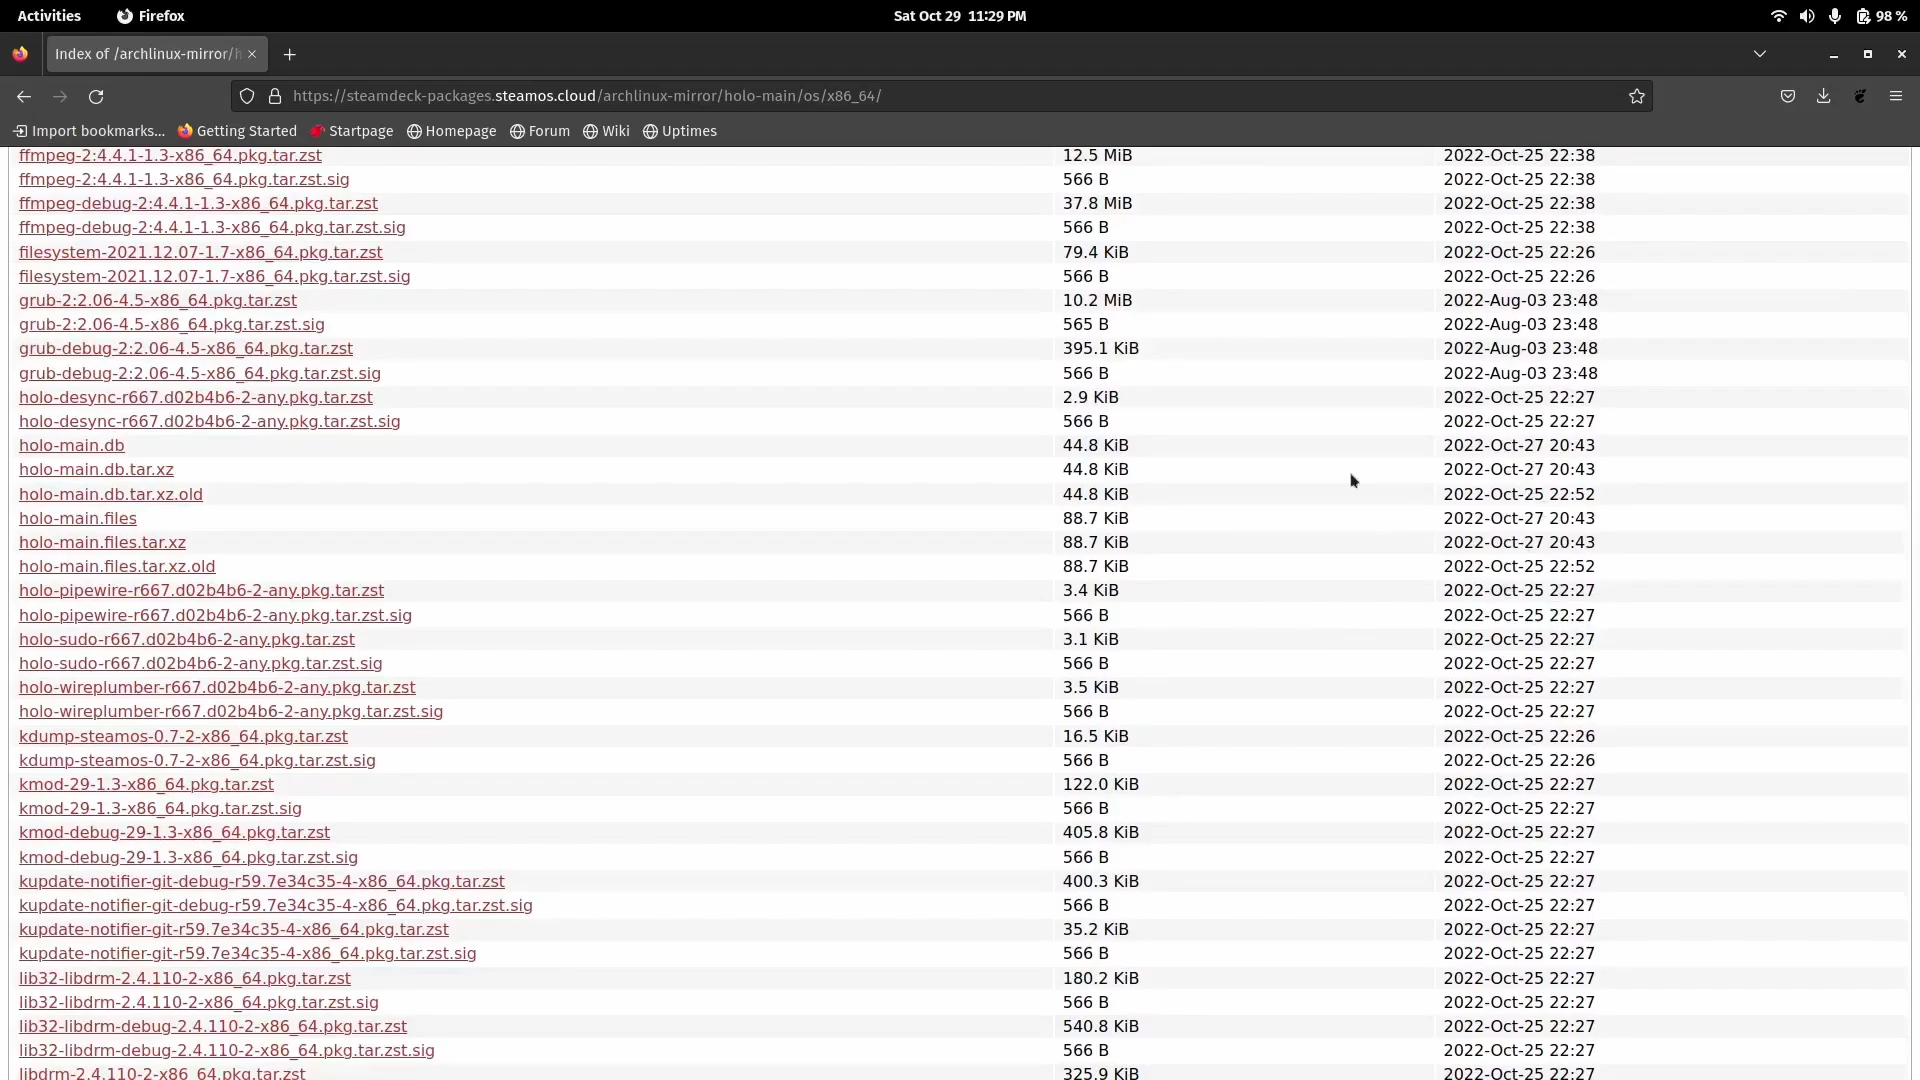 Activities Firefox Sat Oct 29 11:29 PM 98 %
Index of /archlinux-mirror/h
https://steamdeck-packages.steamos.cloud/archlinux-mirror/holo-main/os/x86_64/
Import bookmarks... Getting Started Startpage Homepage Forum Wiki Uptimes
ffmpeg-2:4.4.1-1.3-x86_64.pkg.tar.zst 12.5 MiB 2022-Oct-25 22:38
ffmpeg-2:4.4.1-1.3-x86_64.pkg.tar.zst.sig 566 B 2022-Oct-25 22:38
ffmpeg-debug-2:4.4.1-1.3-x86_64.pkg.tar.zst 37.8 MiB 2022-Oct-25 22:38
ffmpeg-debug-2:4.4.1-1.3-x86_64.pkg.tar.zst.sig 566 B 2022-Oct-25 22:38
filesystem-2021.12.07-1.7-x86_64.pkg.tar.zst 79.4 KiB 2022-Oct-25 22:26
filesystem-2021.12.07-1.7-x86_64.pkg.tar.zst.sig 566 B 2022-Oct-25 22:26
grub-2:2.06-4.5-x86_64.pkg.tar.zst 10.2 MiB 2022-Aug-03 23:48
grub-2:2.06-4.5-x86_64.pkg.tar.zst.sig 565 B 2022-Aug-03 23:48
grub-debug-2:2.06-4.5-x86_64.pkg.tar.zst 395.1 KiB 2022-Aug-03 23:48
grub-debug-2:2.06-4.5-x86_64.pkg.tar.zst.sig 566 B 2022-Aug-03 23:48
holo-desync-r667.d02b4b6-2-any.pkg.tar.zst 2.9 KiB 2022-Oct-25 22:27
holo-desync-r667.d02b4b6-2-any.pkg.tar.zst.sig 566 B 2022-Oct-25 22:27
holo-main.db 44.8 KiB 2022-Oct-27 20:43
holo-main.db.tar.xz 44.8 KiB 2022-Oct-27 20:43
holo-main.db.tar.xz.old 44.8 KiB 2022-Oct-25 22:52
holo-main.files 88.7 KiB 2022-Oct-27 20:43
holo-main.files.tar.xz 88.7 KiB 2022-Oct-27 20:43
holo-main.files.tar.xz.old 88.7 KiB 2022-Oct-25 22:52
holo-pipewire-r667.d02b4b6-2-any.pkg.tar.zst 3.4 KiB 2022-Oct-25 22:27
holo-pipewire-r667.d02b4b6-2-any.pkg.tar.zst.sig 566 B 2022-Oct-25 22:27
holo-sudo-r667.d02b4b6-2-any.pkg.tar.zst 3.1 KiB 2022-Oct-25 22:27
holo-sudo-r667.d02b4b6-2-any.pkg.tar.zst.sig 566 B 2022-Oct-25 22:27
holo-wireplumber-r667.d02b4b6-2-any.pkg.tar.zst 3.5 KiB 2022-Oct-25 22:27
holo-wireplumber-r667.d02b4b6-2-any.pkg.tar.zst.sig 566 B 2022-Oct-25 22:27
kdump-steamos-0.7-2-x86_64.pkg.tar.zst 16.5 KiB 2022-Oct-25 22:26
kdump-steamos-0.7-2-x86_64.pkg.tar.zst.sig 566 B 2022-Oct-25 22:26
kmod-29-1.3-x86_64.pkg.tar.zst 122.0 KiB 2022-Oct-25 22:27
kmod-29-1.3-x86_64.pkg.tar.zst.sig 566 B 2022-Oct-25 22:27
kmod-debug-29-1.3-x86_64.pkg.tar.zst 405.8 KiB 2022-Oct-25 22:27
kmod-debug-29-1.3-x86_64.pkg.tar.zst.sig 566 B 2022-Oct-25 22:27
kupdate-notifier-git-debug-r59.7e34c35-4-x86_64.pkg.tar.zst 400.3 KiB 2022-Oct-25 22:27
kupdate-notifier-git-debug-r59.7e34c35-4-x86_64.pkg.tar.zst.sig 566 B 2022-Oct-25 22:27
kupdate-notifier-git-r59.7e34c35-4-x86_64.pkg.tar.zst 35.2 KiB 2022-Oct-25 22:27
kupdate-notifier-git-r59.7e34c35-4-x86_64.pkg.tar.zst.sig 566 B 2022-Oct-25 22:27
lib32-libdrm-2.4.110-2-x86_64.pkg.tar.zst 180.2 KiB 2022-Oct-25 22:27
lib32-libdrm-2.4.110-2-x86_64.pkg.tar.zst.sig 566 B 2022-Oct-25 22:27
lib32-libdrm-debug-2.4.110-2-x86_64.pkg.tar.zst 540.8 KiB 2022-Oct-25 22:27
lib32-libdrm-debug-2.4.110-2-x86_64.pkg.tar.zst.sig 566 B 2022-Oct-25 22:27
libdrm-2.4.110-2-x86_64.pkg.tar.zst 325.9 KiB 2022-Oct-25 22:27